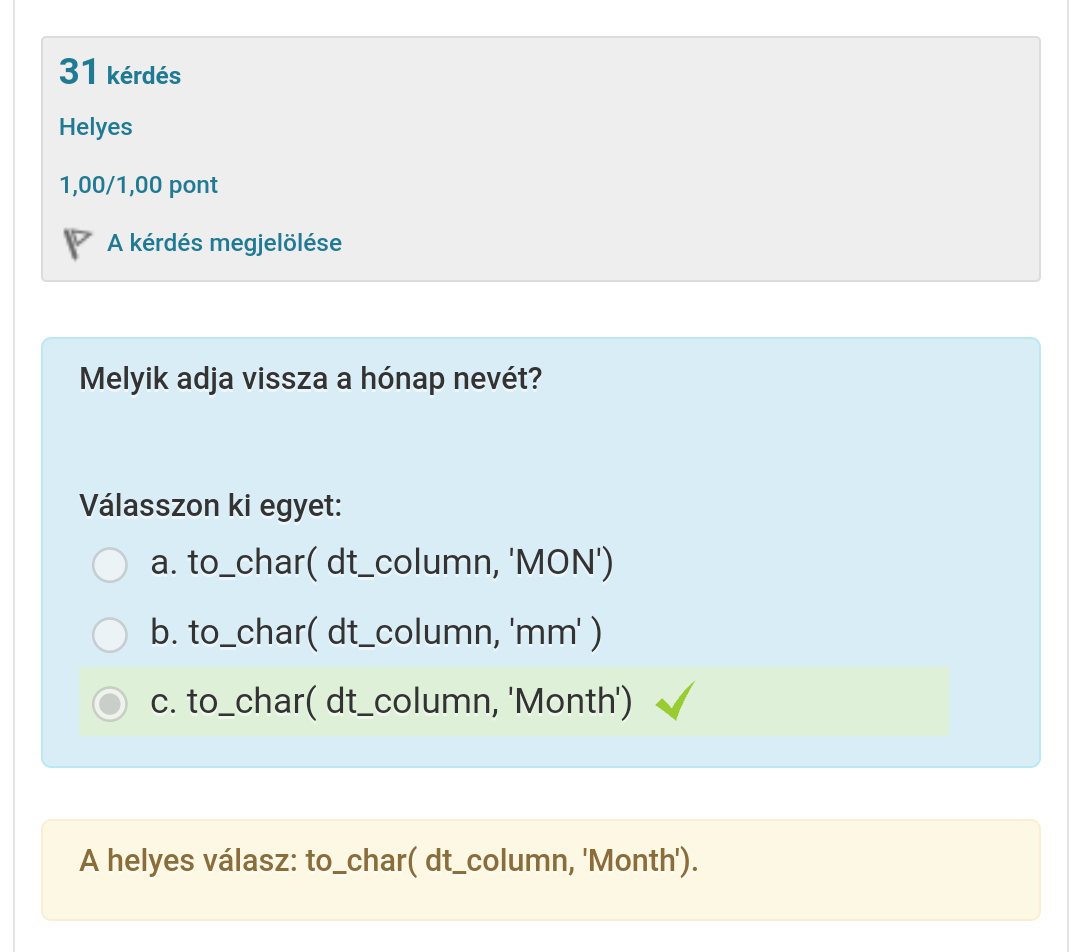 31 kérdés
Helyes
1,00/1,00 pont
A kérdés megjelölése
Melyik adja vissza a hónap nevét?
Válasszon ki egyet:
a. to_char( dt_column, 'MON')
b. to_char( dt_column, 'mm' )
c. to_char( dt_column, 'Month')
A helyes válasz: to_char( dt_column, 'Month').